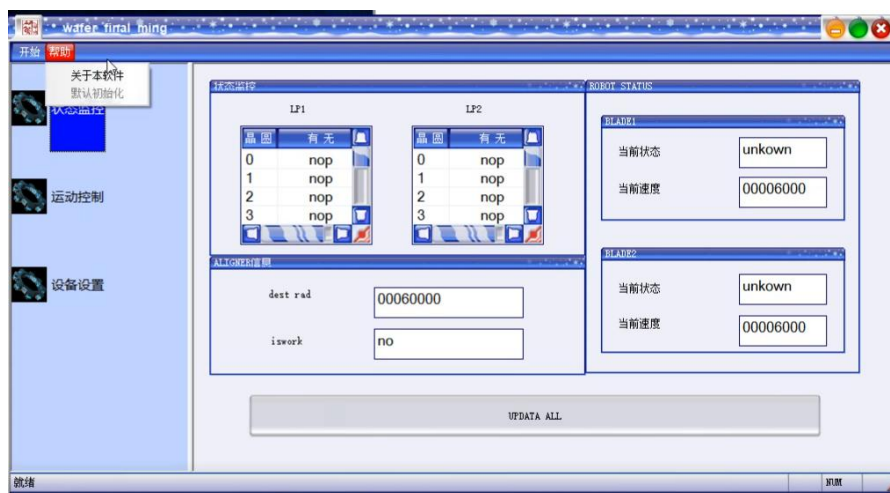 wafer final ming
开始 帮助
关于本软件
默认初始化
状态监控
运动控制
设备设置
状态监控
LP1 LP2
晶圆 有无 晶圆 有无
0 nop 0 nop
1 nop 1 nop
2 nop 2 nop
3 nop 3 nop
ALIGNER信息
dest rad 00060000
iswork no
ROBOT STATUS
BLADE1
当前状态 unkown
当前速度 00006000
BLADE2
当前状态 unkown
当前速度 00006000
UPDATA ALL
就绪 NUM